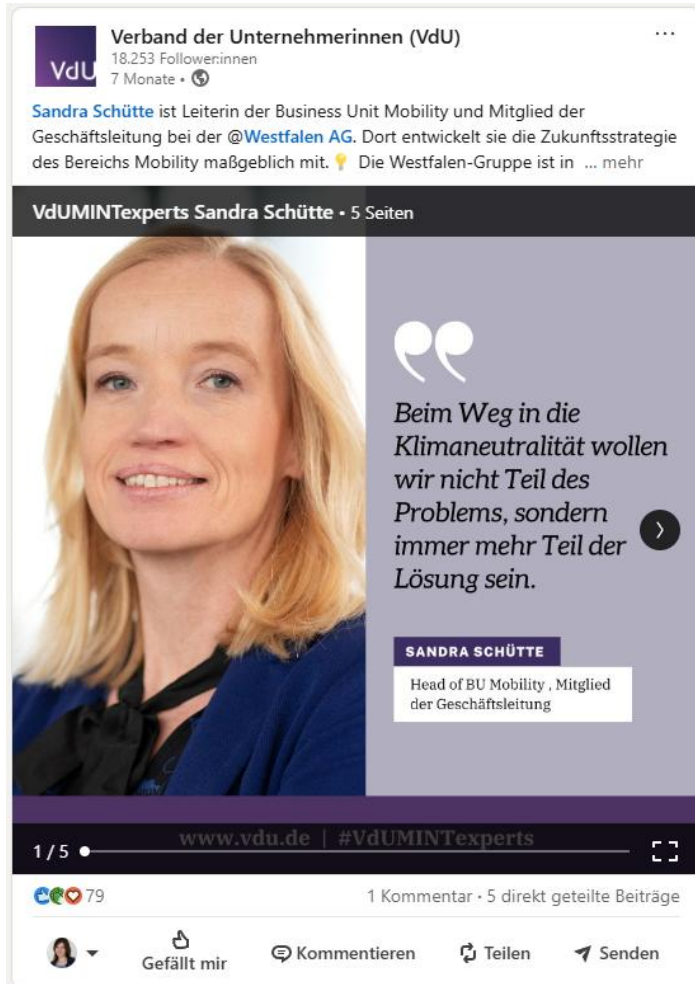 VdU
Verband der Unternehmerinnen (VdU)
18.253 Follower:innen
7 Monate •
Sandra Schütte ist Leiterin der Business Unit Mobility und Mitglied der
Geschäftsleitung bei der @Westfalen AG. Dort entwickelt sie die Zukunftsstrategie
des Bereichs Mobility maßgeblich mit. 💡 Die Westfalen-Gruppe ist in ... mehr
VdUMINTexperts Sandra Schütte • 5 Seiten
Beim Weg in die
Klimaneutralität wollen
wir nicht Teil des
Problems, sondern
immer mehr Teil der
Lösung sein.
SANDRA SCHÜTTE
Head of BU Mobility , Mitglied
der Geschäftsleitung
www.vdu.de | #VdUMINTexperts
1 / 5
79
1 Kommentar · 5 direkt geteilte Beiträge
Gefällt mir
Kommentieren
Teilen
Senden